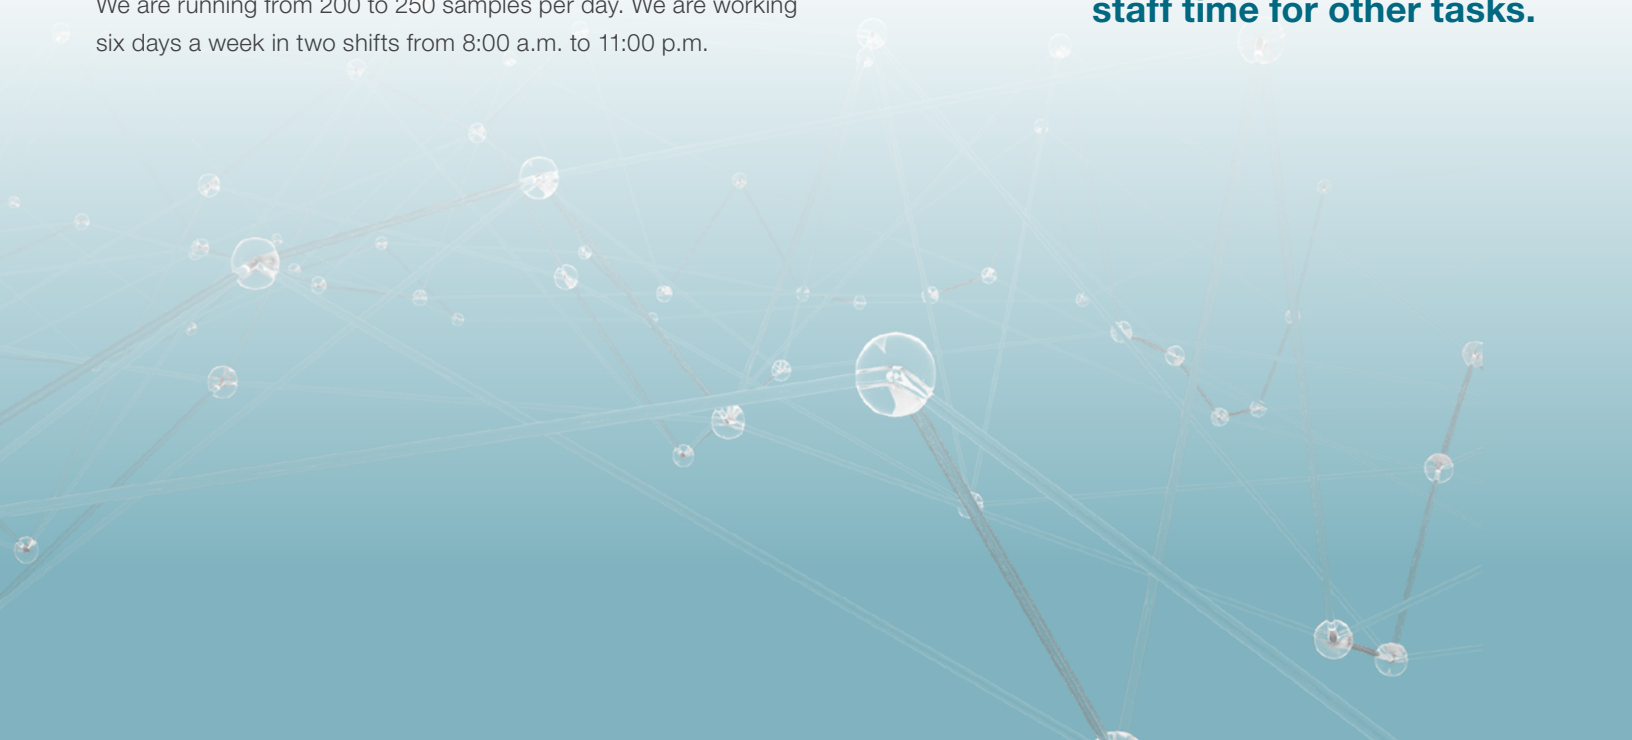 We are running from 200 to 250 samples per day. We are working
six days a week in two shifts from 8:00 a.m. to 11:00 p.m.
staff time for other tasks.